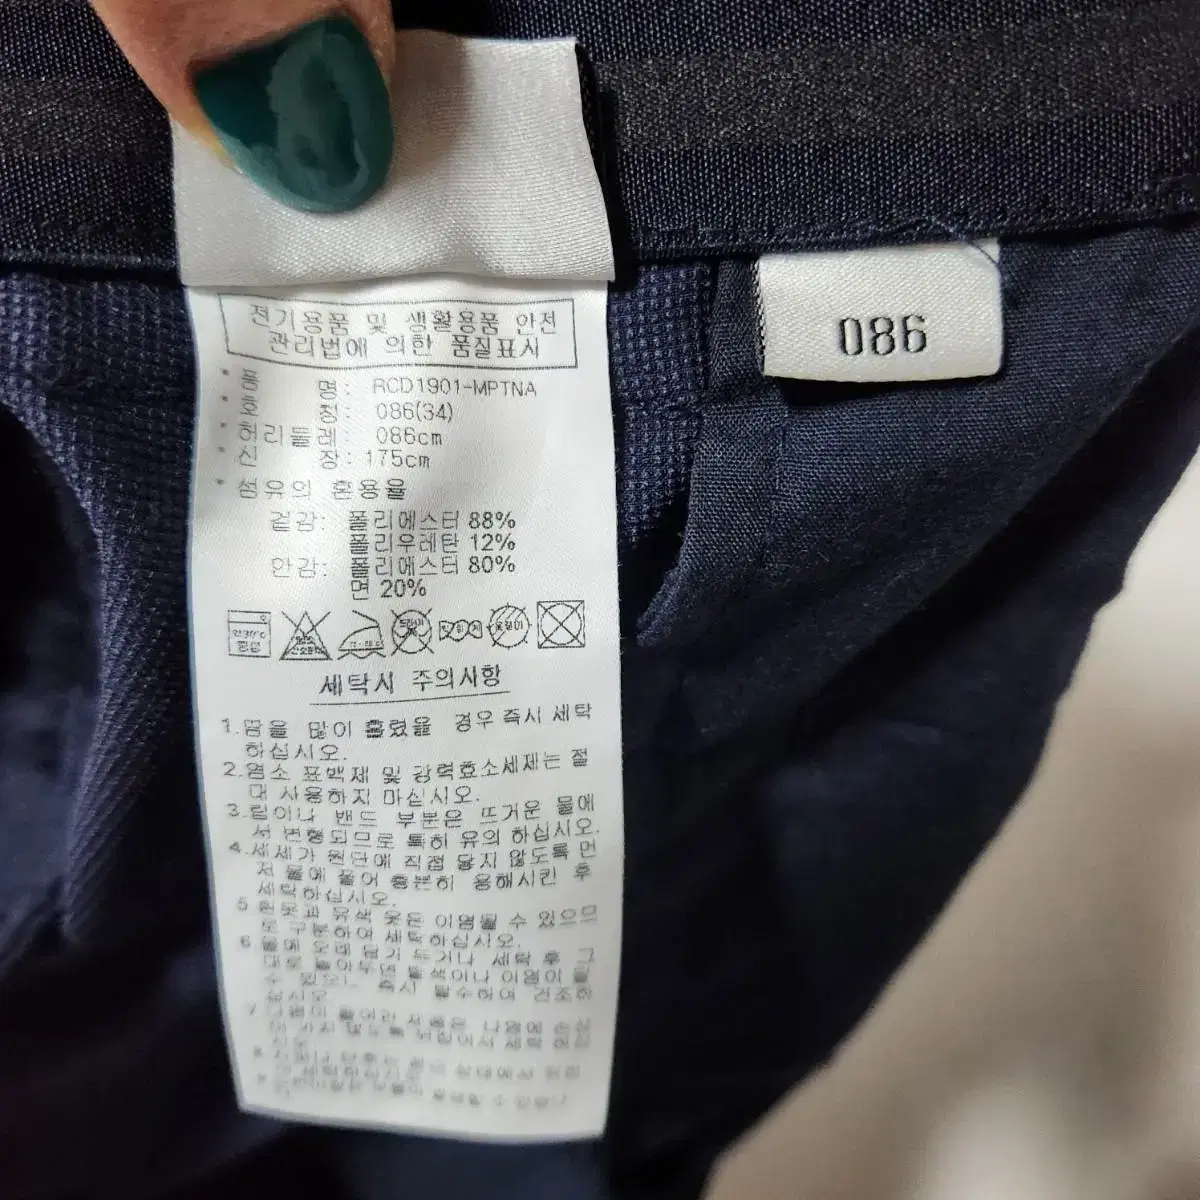 전기용품 및 생활용품 안전
관리법에 의한 품질표시
* 품 명: RCD1901-MPTNA
* 호 칭: 086(34)
* 허리둘레: 086cm
* 신 장: 175cm
* 섬유의 혼용율
겉감: 폴리에스터 88%
폴리우레탄 12%
안감: 폴리에스터 80%
면 20%
세탁시 주의사항
1.땀을 많이 흘렸을 경우 즉시 세탁
하십시오.
2.염소 표백제 및 강력효소세제는 절
대 사용하지 마십시오.
3.립이나 밴드 부분은 뜨거운 물에
서 변형되므로 특히 유의 하십시오.
4.세제가 원단에 직접 닿지 않도록 먼
저 물에 풀어 충분히 용해시킨 후
세탁하십시오.
5 흰옷과 유색 옷은 이염될 수 있으므
로 구분하여 세탁하십시오.
6 물에 오래 담가 두거나 세탁 후 그
대로 놓아두면 탈색이나 이염이
즉시 탈수하여 건조하
십시오
7
086